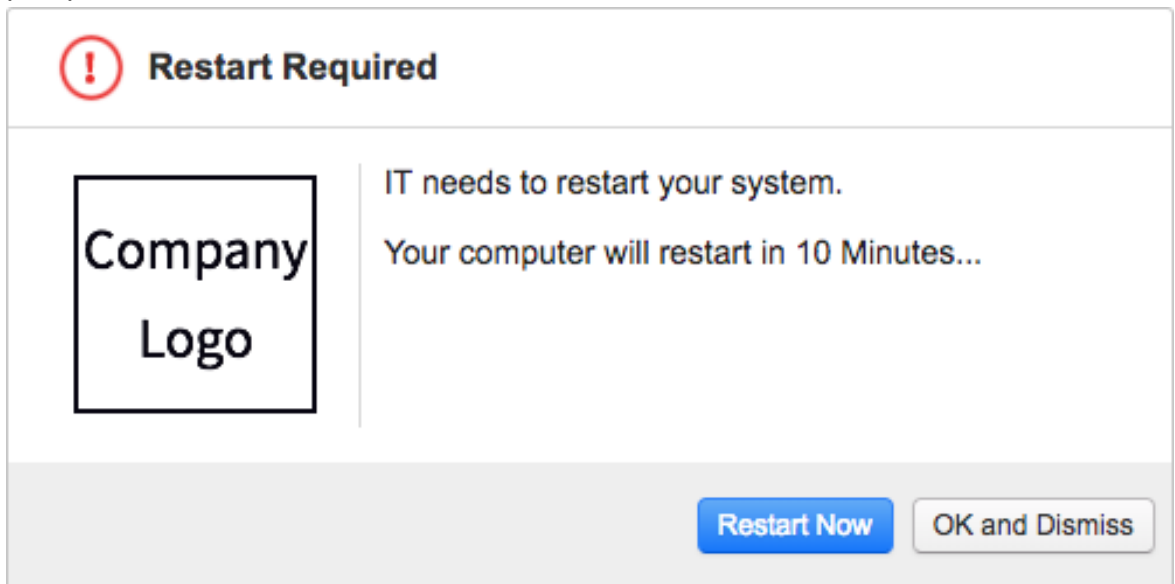 Restart Required
IT needs to restart your system.
Your computer will restart in 10 Minutes...
Company
Logo
Restart Now
OK and Dismiss